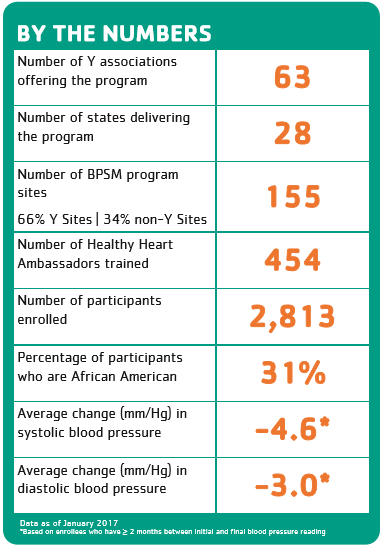 BY THE NUMBERS
Number of Y associations
offering the program
63
Number of states delivering
the program
28
Number of BPSM program
sites
66% Y Sites | 34% non-Y Sites
155
Number of Healthy Heart
Ambassadors trained
454
Number of participants
enrolled
2,813
Percentage of participants
who are African American
31%
Average change (mm/Hg) in
systolic blood pressure
-4.6*
Average change (mm/Hg) in
diastolic blood pressure
-3.0*
Data as of January 2017
*Based on enrollees who have ≥ 2 months between initial and final blood pressure reading